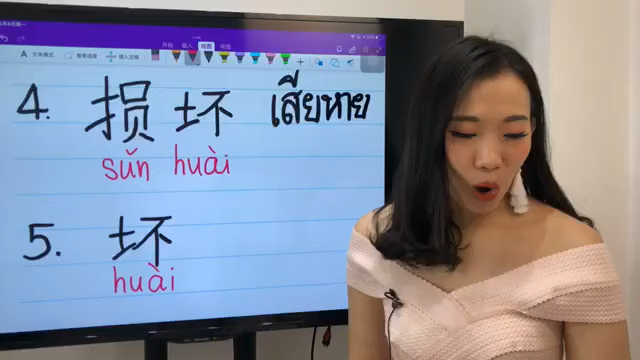 4. 损坏 เสียหาย
sǔn huài
5. 坏
huài